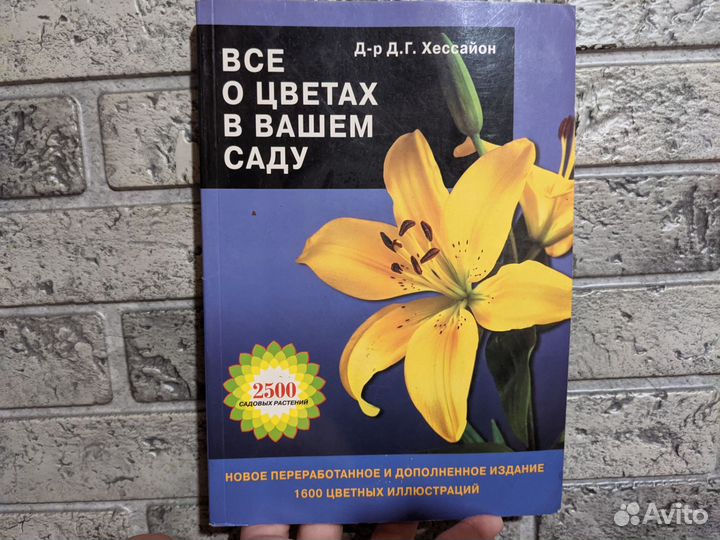 Д-р Д.Г. Хессайон
ВСЕ
О ЦВЕТАХ
В ВАШЕМ
САДУ
2500
САДОВЫХ РАСТЕНИЙ
НОВОЕ ПЕРЕРАБОТАННОЕ И ДОПОЛНЕННОЕ ИЗДАНИЕ
1600 ЦВЕТНЫХ ИЛЛЮСТРАЦИЙ
Avito